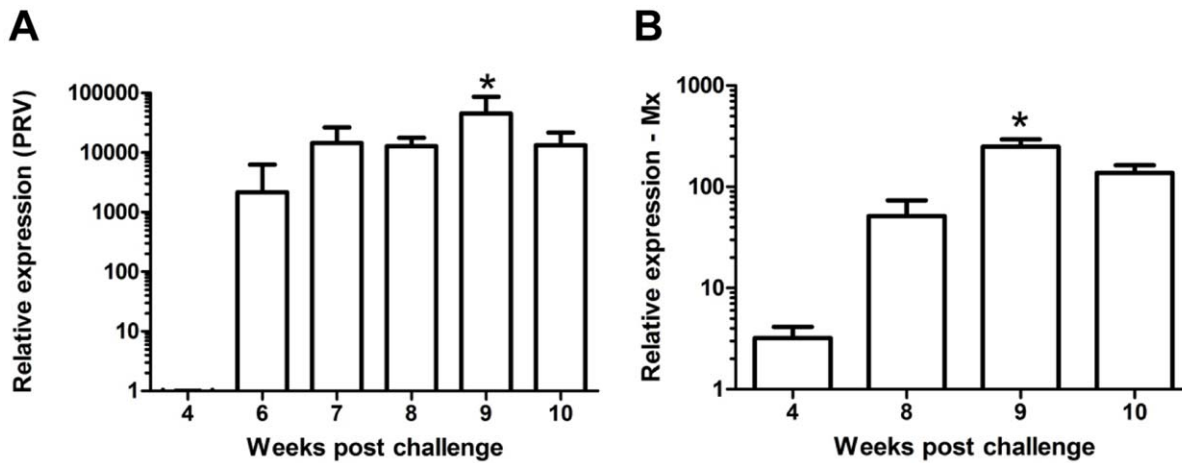 A
Relative expression (PRV)
100000
10000
1000
100
10
1
*
4 6 7 8 9 10
Weeks post challenge
B
Relative expression - Mx
1000
100
10
1
*
4 8 9 10
Weeks post challenge